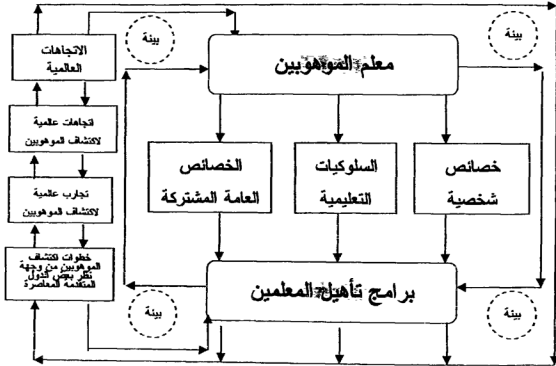 بيئة
بيئة
معلم الموهوبين
الاتجاهات
العالمية
اتجاهات عالمية
لاكتشاف الموهوبين
تجارب عالمية
لاكتشاف الموهوبين
خطوات اكتشاف
الموهوبين من وجهة
نظر بعض الدول
المتقدمة المعاصرة
خصائص
شخصية
السلوكيات
التعليمية
الخصائص
العامة المشتركة
برامج تأهيل المعلمين
بيئة
بيئة